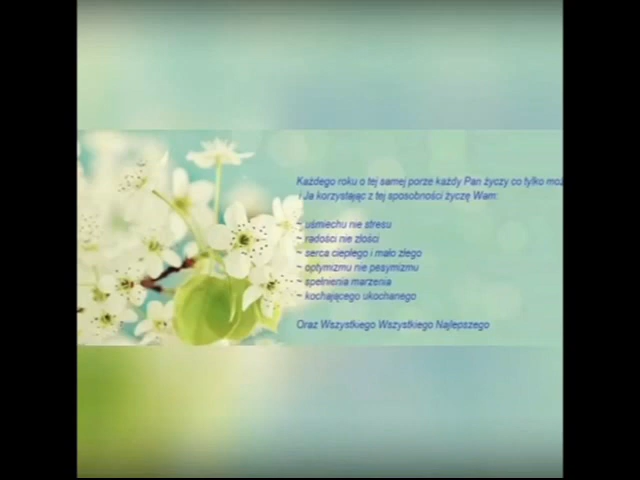 Każdego roku o tej samej porze każdy Pan życzy co tylko moż
i Ja korzystając z tej sposobności życzę Wam:
~ uśmiechu nie stresu
~ radości nie złości
~ serca ciepłego i mało złego
~ optymizmu nie pesymizmu
~ spełnienia marzenia
~ kochającego ukochanego
Oraz Wszystkiego Wszystkiego Najlepszego